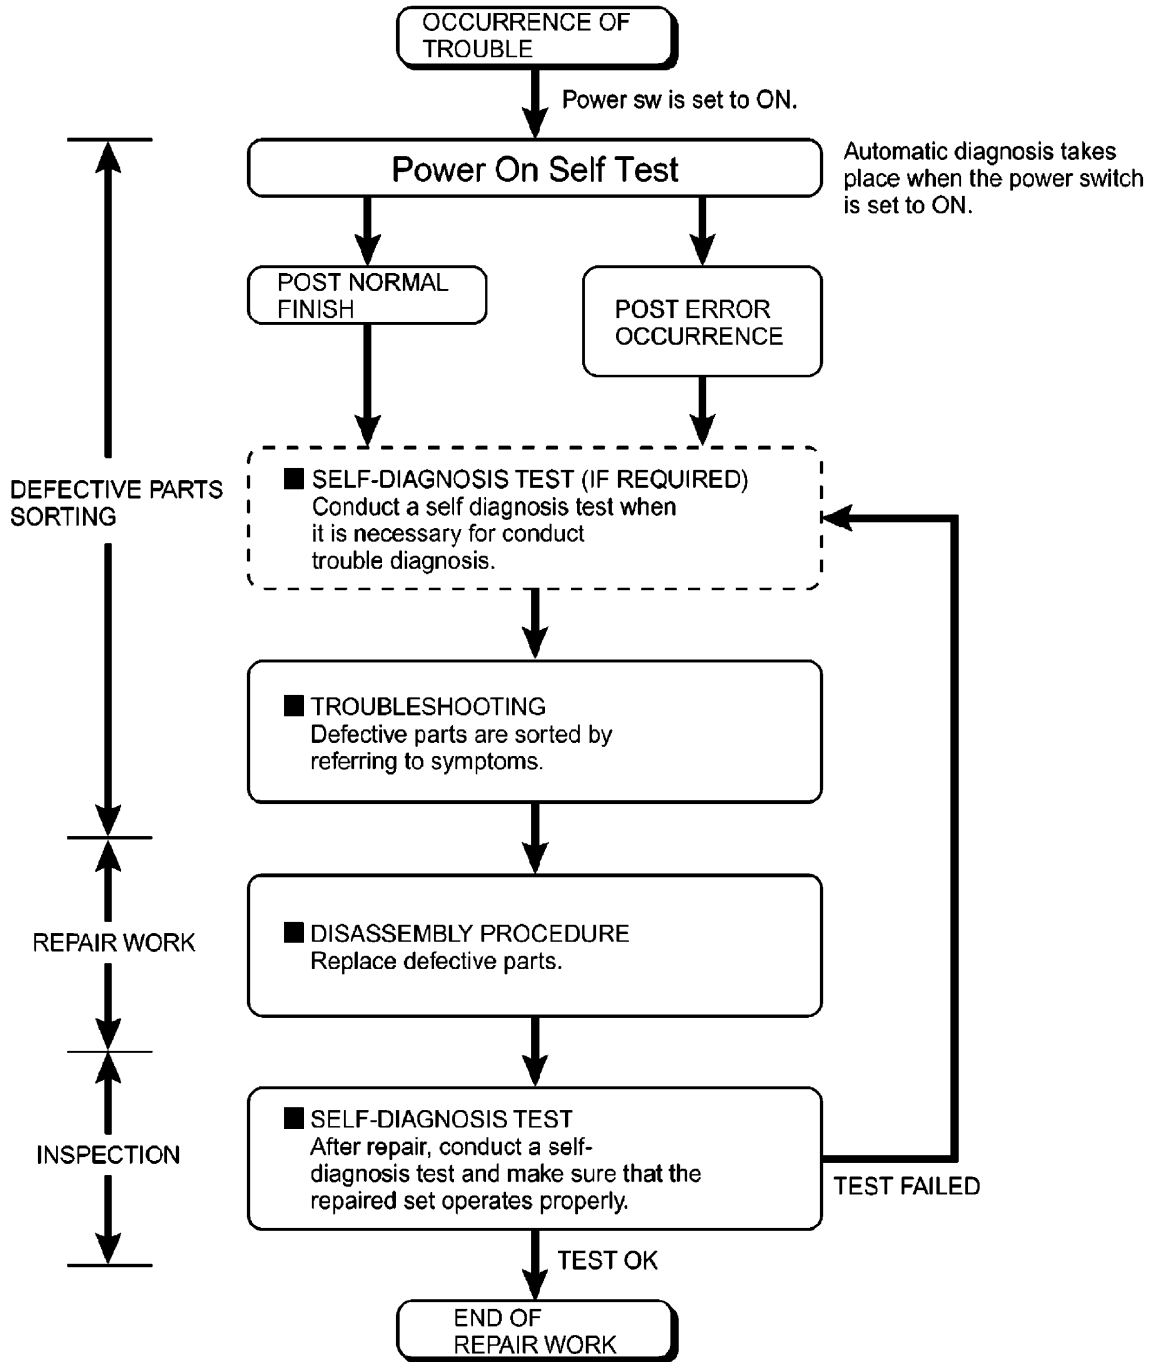 OCCURRENCE OF
TROUBLE
Power sw is set to ON.
Power On Self Test
Automatic diagnosis takes
place when the power switch
is set to ON.
POST NORMAL
FINISH
POST ERROR
OCCURRENCE
DEFECTIVE PARTS
SORTING
■ SELF-DIAGNOSIS TEST (IF REQUIRED)
Conduct a self diagnosis test when
it is necessary for conduct
trouble diagnosis.
■ TROUBLESHOOTING
Defective parts are sorted by
referring to symptoms.
REPAIR WORK
■ DISASSEMBLY PROCEDURE
Replace defective parts.
INSPECTION
■ SELF-DIAGNOSIS TEST
After repair, conduct a self-
diagnosis test and make sure that the
repaired set operates properly.
TEST FAILED
TEST OK
END OF
REPAIR WORK